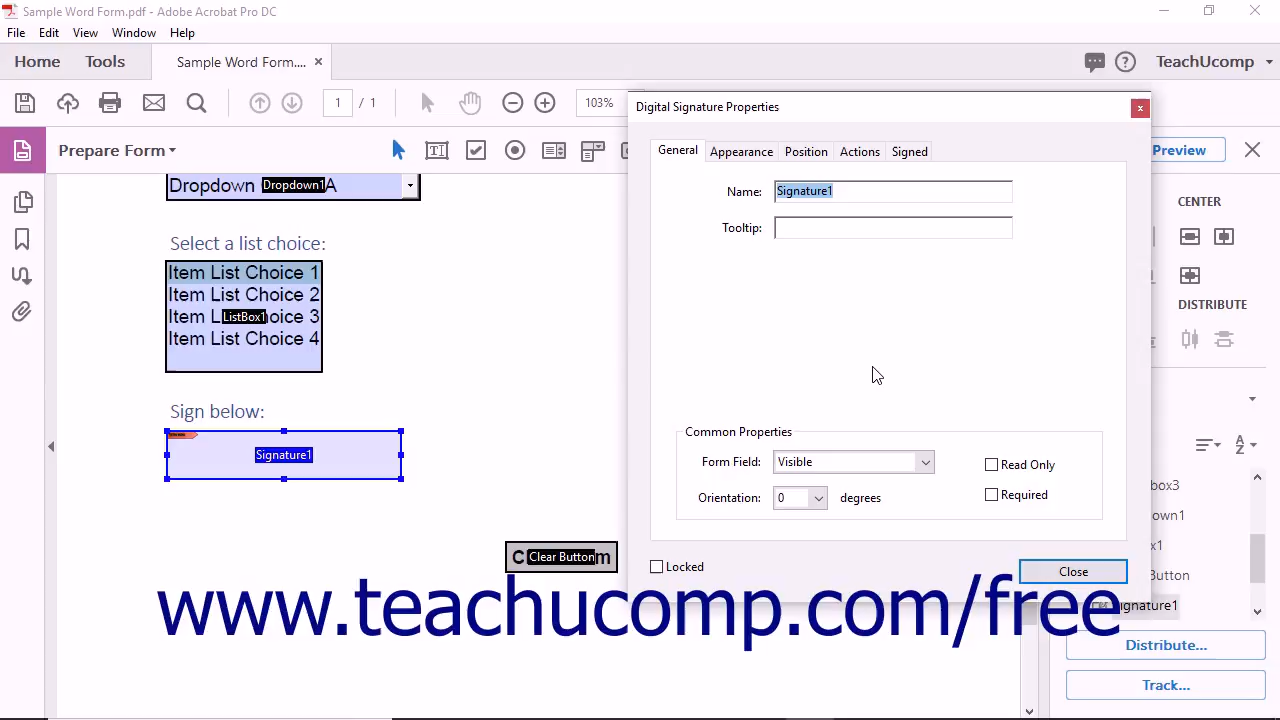 Sample Word Form.pdf - Adobe Acrobat Pro DC
File Edit View Window Help
Home Tools Sample Word Form.... × TeachUcomp
1 / 1 103%
Digital Signature Properties
Prepare Form Preview
General Appearance Position Actions Signed
Name: Signature1
Tooltip:
Dropdown Dropdown1 A
Select a list choice:
Item List Choice 1
Item List Choice 2
Item L ListBox1 hoice 3
Item List Choice 4
Sign below:
Signature1
C Clear Button m
Common Properties
Form Field: Visible
Read Only
Orientation: 0 degrees
Required
Locked
Close
CENTER
DISTRIBUTE
box3
own1
x1
Button
Signature1
Distribute...
Track...
www.teachucomp.com/free